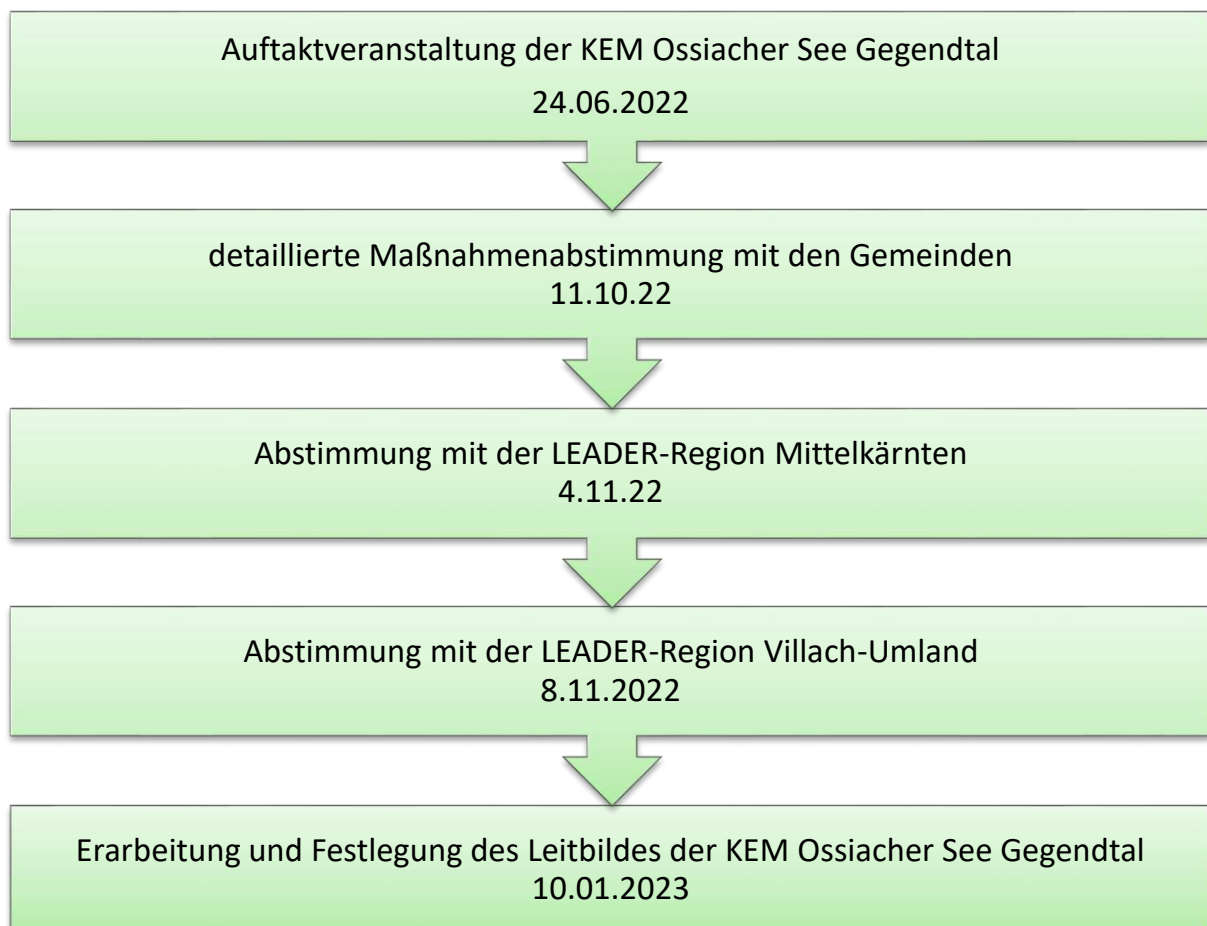 Auftaktveranstaltung der KEM Ossiacher See Gegendtal
24.06.2022
detaillierte Maßnahmenabstimmung mit den Gemeinden
11.10.22
Abstimmung mit der LEADER-Region Mittelkärnten
4.11.22
Abstimmung mit der LEADER-Region Villach-Umland
8.11.2022
Erarbeitung und Festlegung des Leitbildes der KEM Ossiacher See Gegendtal
10.01.2023